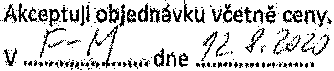 Akceptuji objednávku včetně ceny.
V F-M dne 12.8.2020